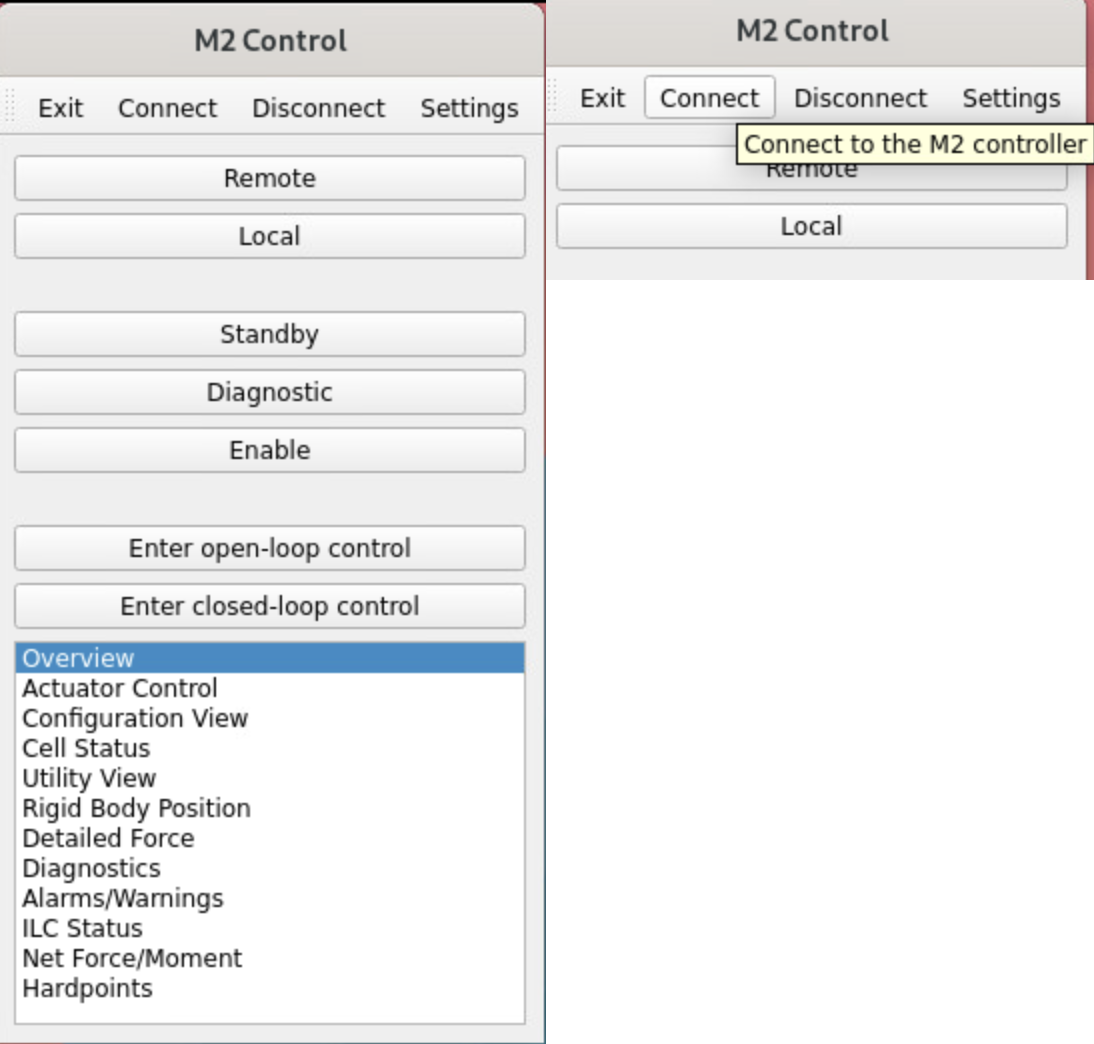 M2 Control
Exit Connect Disconnect Settings
Remote
Local
Standby
Diagnostic
Enable
Enter open-loop control
Enter closed-loop control
Overview
Actuator Control
Configuration View
Cell Status
Utility View
Rigid Body Position
Detailed Force
Diagnostics
Alarms/Warnings
ILC Status
Net Force/Moment
Hardpoints
M2 Control
Exit Connect Disconnect Settings
Connect to the M2 controller
Remote
Local